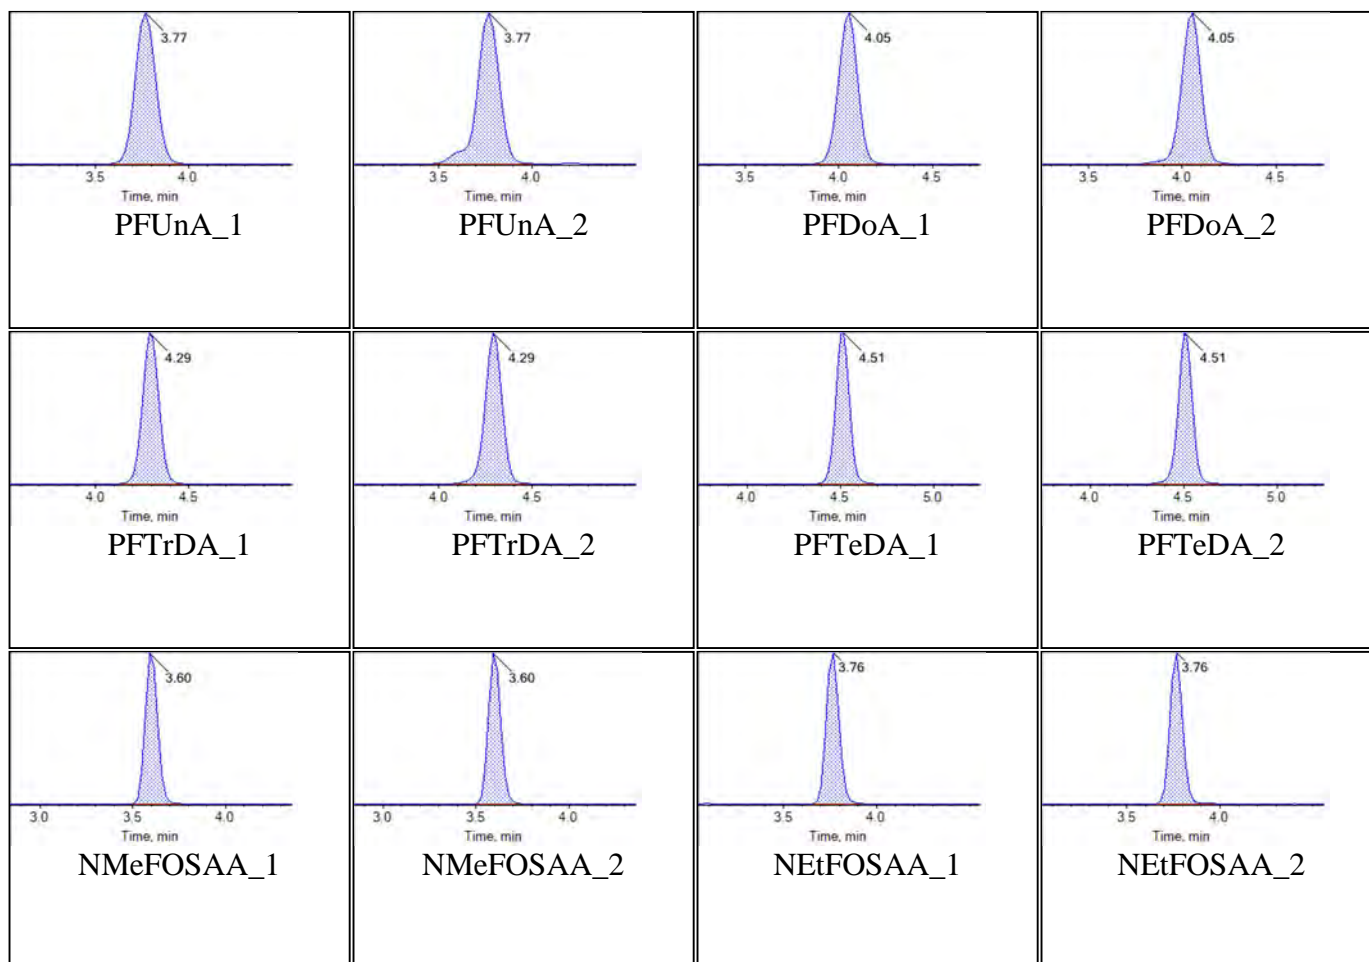 3.77
3.5 4.0
Time, min
PFUnA_1
3.77
3.5 4.0
Time, min
PFUnA_2
4.05
3.5 4.0 4.5
Time, min
PFDoA_1
4.05
3.5 4.0 4.5
Time, min
PFDoA_2
4.29
4.0 4.5
Time, min
PFTrDA_1
4.29
4.0 4.5
Time, min
PFTrDA_2
4.51
4.0 4.5 5.0
Time, min
PFTeDA_1
4.51
4.0 4.5 5.0
Time, min
PFTeDA_2
3.60
3.0 3.5 4.0
Time, min
NMeFOSAA_1
3.60
3.0 3.5 4.0
Time, min
NMeFOSAA_2
3.76
3.5 4.0
Time, min
NEtFOSAA_1
3.76
3.5 4.0
Time, min
NEtFOSAA_2